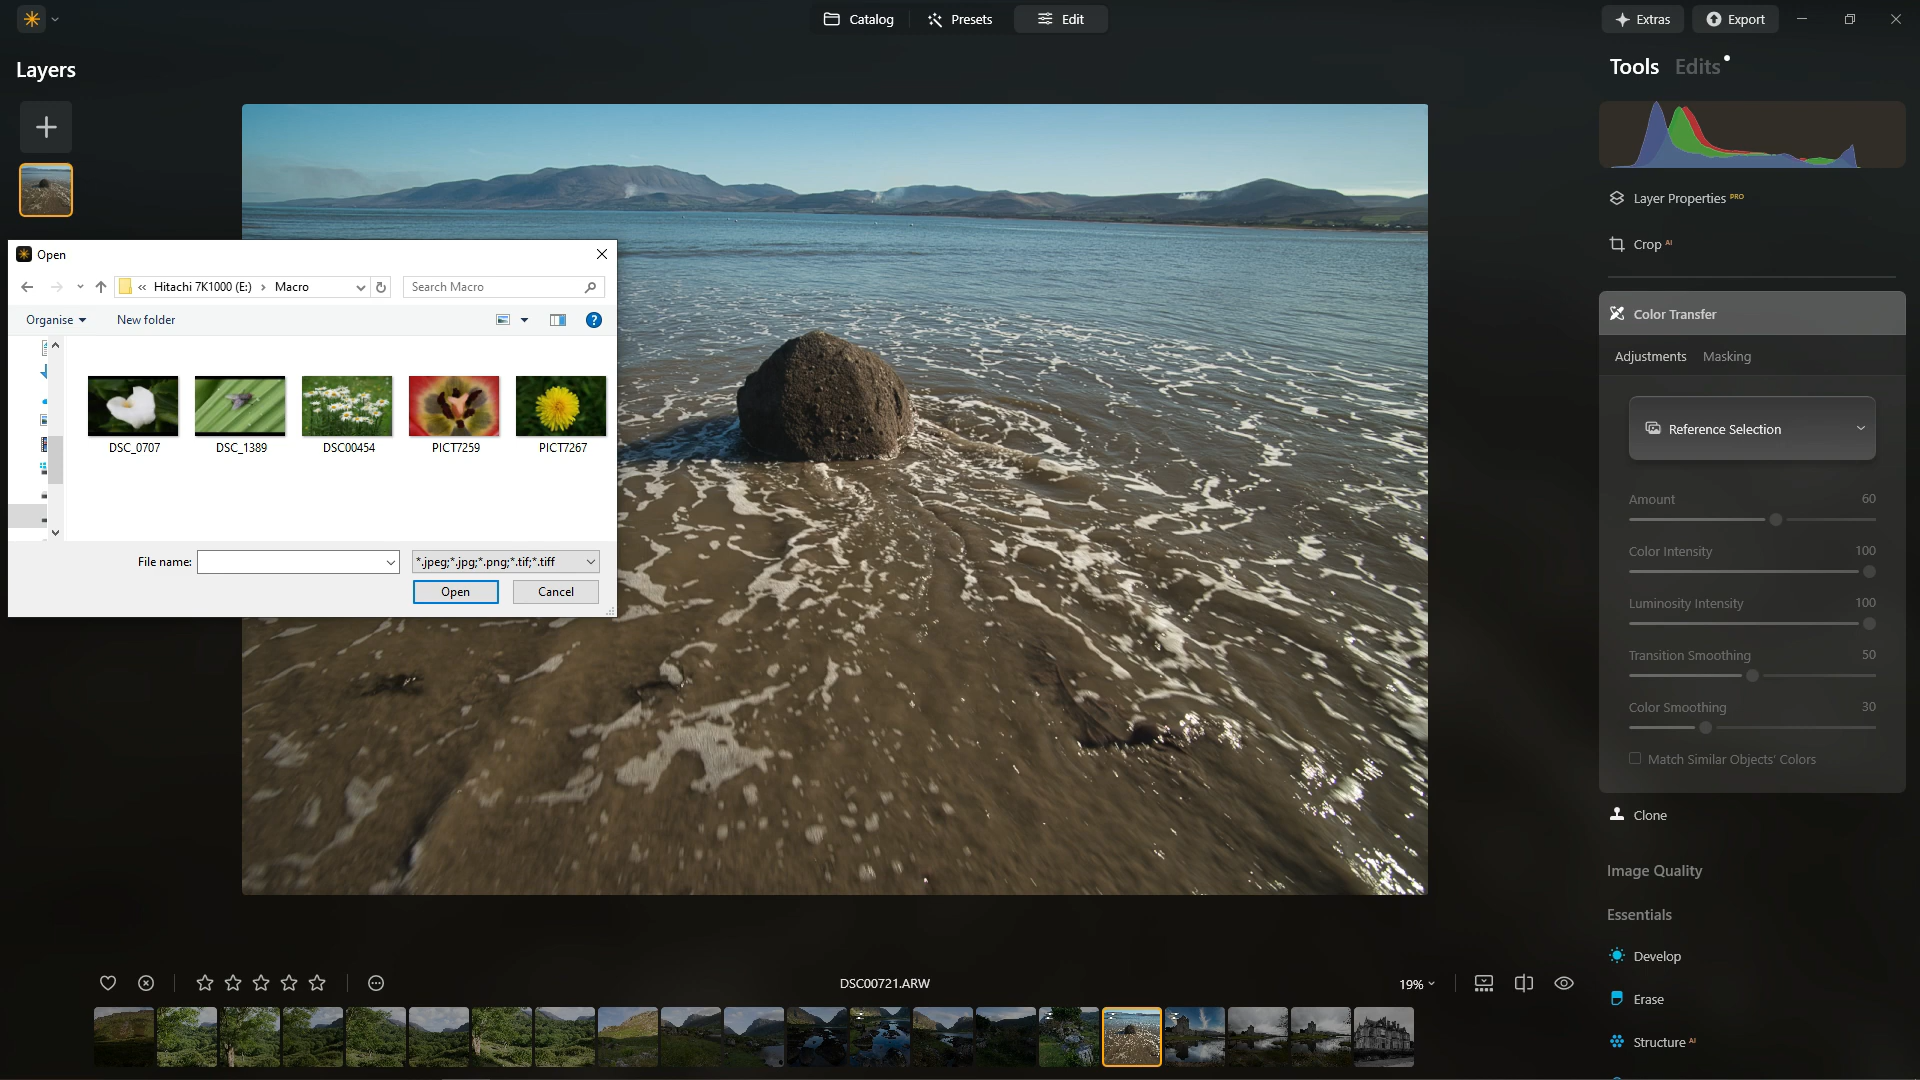 Catalog
Presets
Edit
Extras
Export
Layers
Tools Edits
Layer Properties PRO
Crop AI
Open
« Hitachi 7K1000 (E:) › Macro
Search Macro
Organise
New folder
?
DSC_0707
DSC_1389
DSC00454
PICT7259
PICT7267
File name:
*.jpeg;*.jpg;*.png;*.tif;*.tiff
Open
Cancel
Color Transfer
Adjustments Masking
Reference Selection
Amount 60
Color Intensity 100
Luminosity Intensity 100
Transition Smoothing 50
Color Smoothing 30
Match Similar Objects' Colors
Clone
Image Quality
Essentials
Develop
Erase
Structure AI
DSC00721.ARW
19%